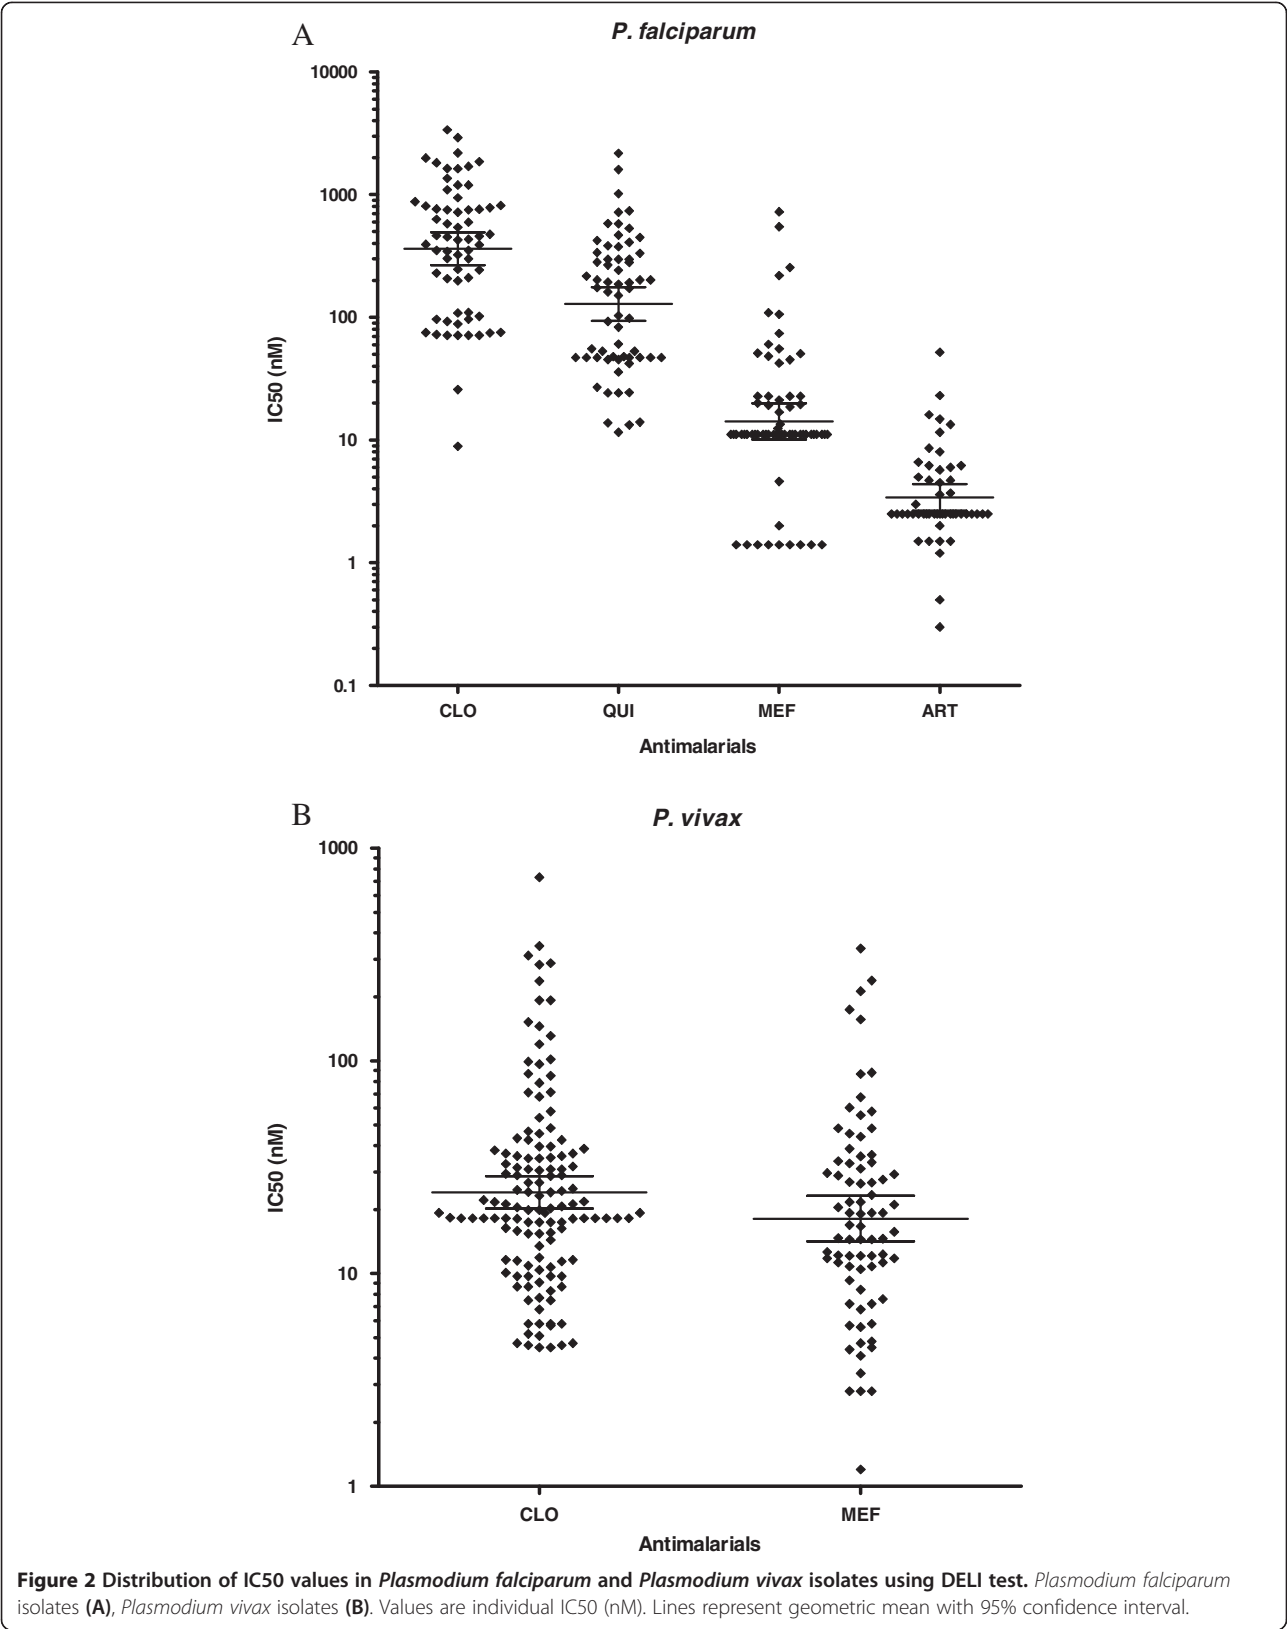 A
P. falciparum
10000
1000
100
10
1
0.1
IC50 (nM)
CLO QUI MEF ART
Antimalarials
B
P. vivax
1000
100
10
1
IC50 (nM)
CLO MEF
Antimalarials
Figure 2 Distribution of IC50 values in Plasmodium falciparum and Plasmodium vivax isolates using DELI test. Plasmodium falciparum
isolates (A), Plasmodium vivax isolates (B). Values are individual IC50 (nM). Lines represent geometric mean with 95% confidence interval.